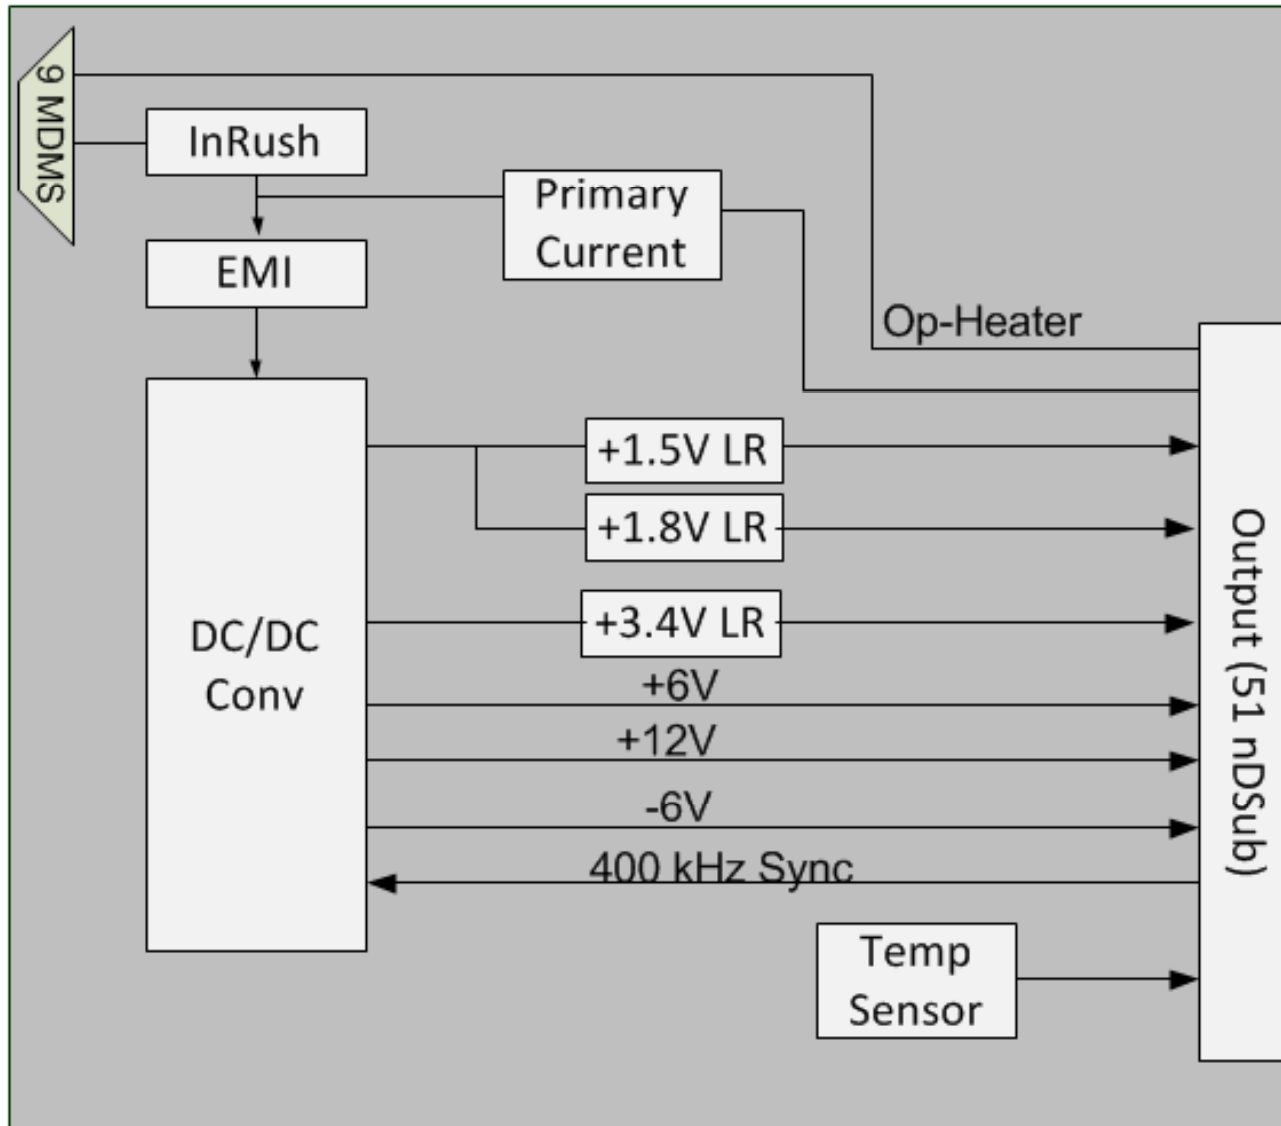 9 MDMS
InRush
Primary
Current
EMI
Op-Heater
+1.5V LR
+1.8V LR
+3.4V LR
DC/DC
Conv
+6V
+12V
-6V
400 kHz Sync
Output (51 nDSub)
Temp
Sensor